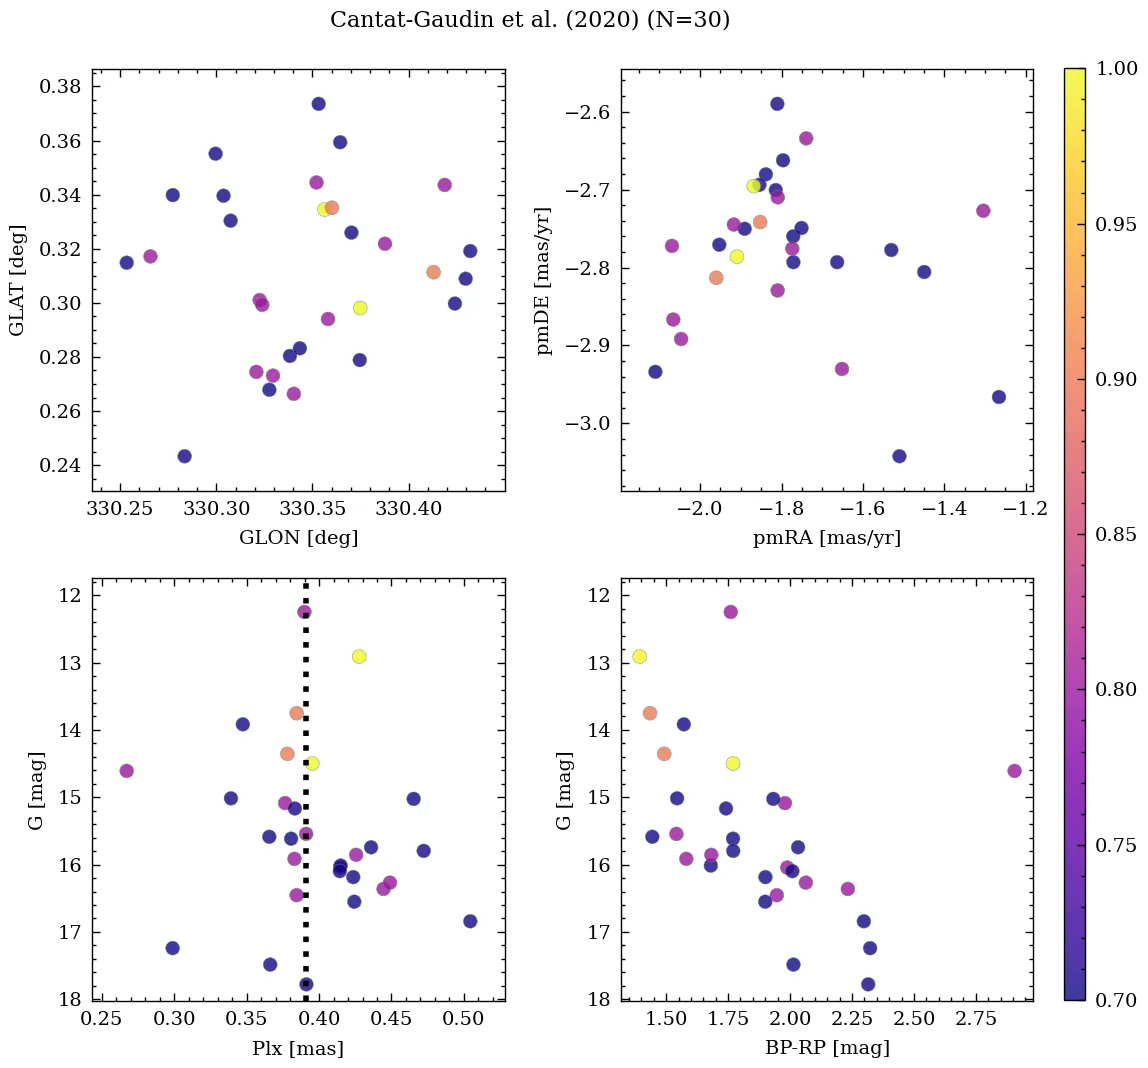 Cantat-Gaudin et al. (2020) (N=30)
0.38
0.36
0.34
0.32
0.30
0.28
0.26
0.24
GLAT [deg]
330.25 330.30 330.35 330.40
GLON [deg]
−2.6
−2.7
−2.8
−2.9
−3.0
pmDE [mas/yr]
−2.0 −1.8 −1.6 −1.4 −1.2
pmRA [mas/yr]
12
13
14
15
16
17
18
G [mag]
0.25 0.30 0.35 0.40 0.45 0.50
Plx [mas]
12
13
14
15
16
17
18
G [mag]
1.50 1.75 2.00 2.25 2.50 2.75
BP-RP [mag]
1.00
0.95
0.90
0.85
0.80
0.75
0.70